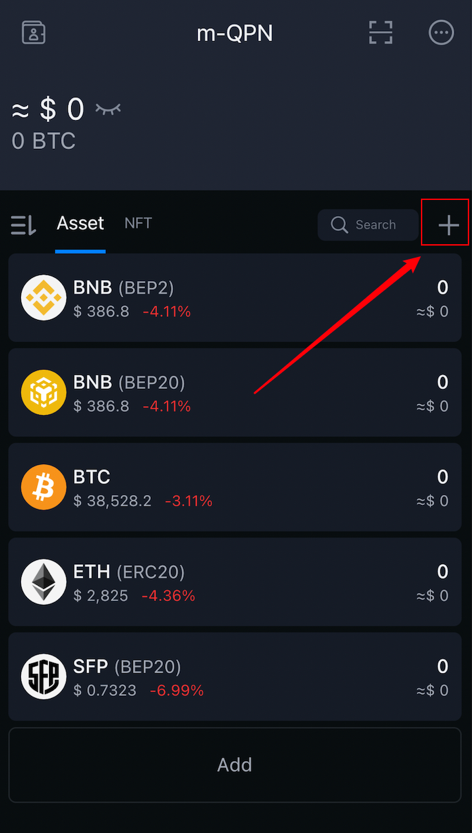 m-QPN
≈ $ 0
0 BTC
Asset NFT Search
BNB (BEP2) 0
$ 386.8 -4.11% ≈$ 0
BNB (BEP20) 0
$ 386.8 -4.11% ≈$ 0
BTC 0
$ 38,528.2 -3.11% ≈$ 0
ETH (ERC20) 0
$ 2,825 -4.36% ≈$ 0
SFP SFP (BEP20) 0
$ 0.7323 -6.99% ≈$ 0
Add